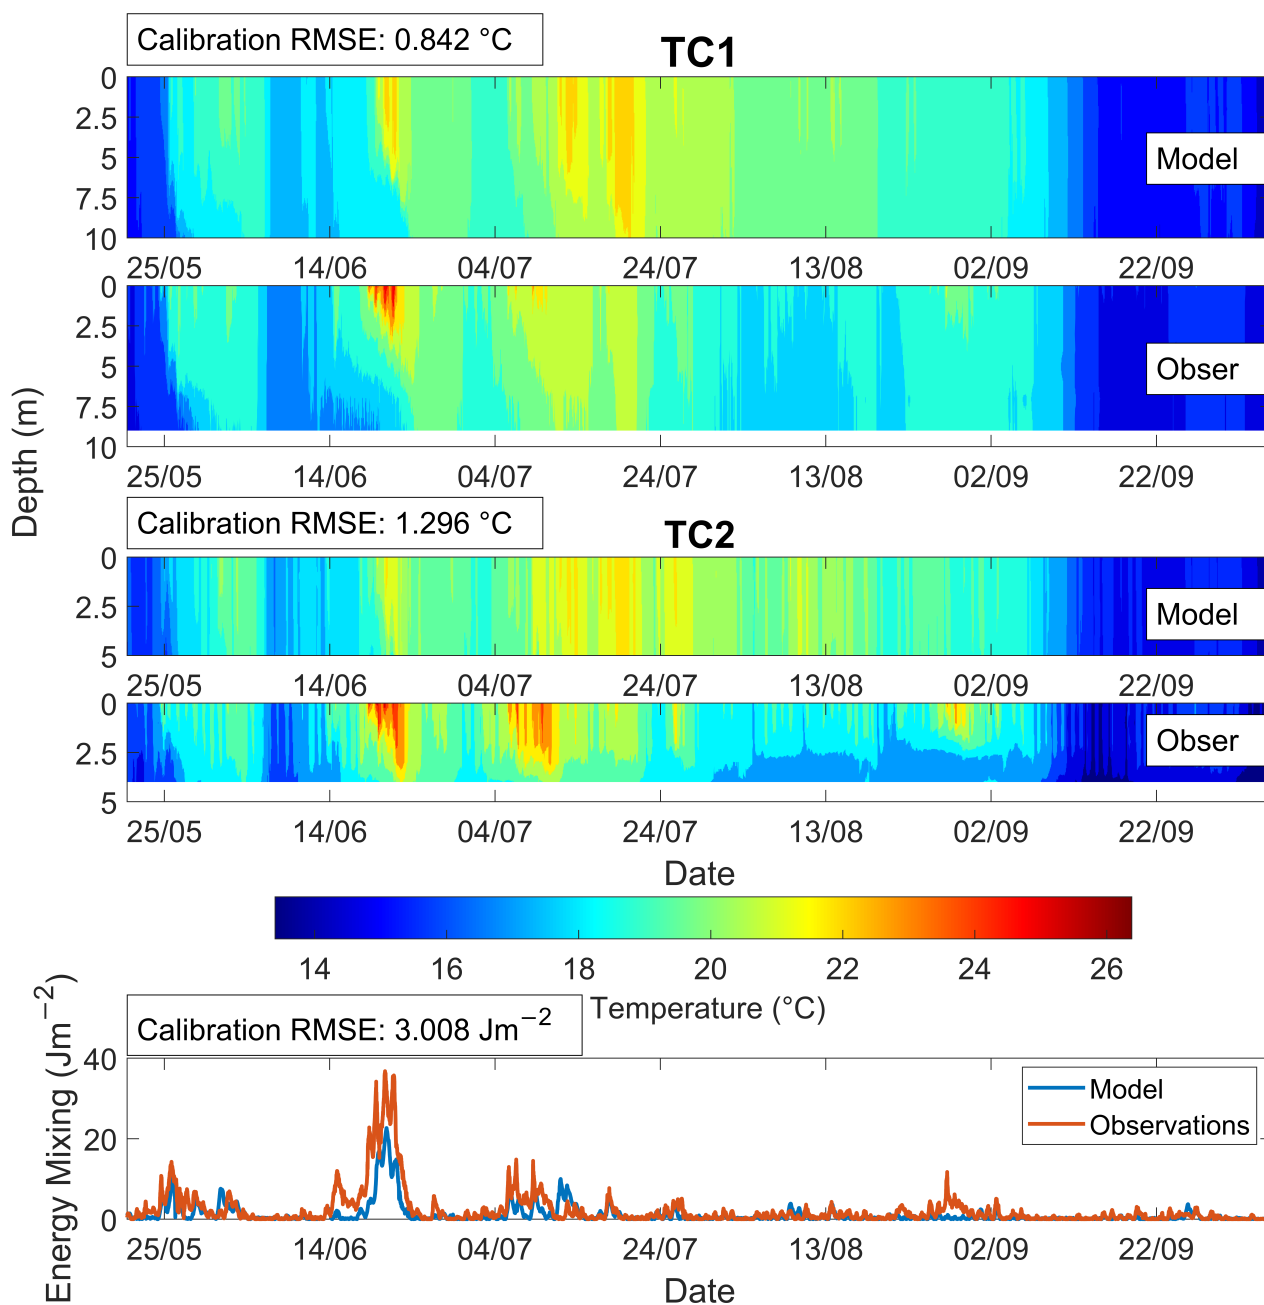 Calibration RMSE: 0.842 °C
TC1
0
2.5
5
7.5
10
Model
25/05 14/06 04/07 24/07 13/08 02/09 22/09
0
2.5
5
7.5
10
Obser
25/05 14/06 04/07 24/07 13/08 02/09 22/09
Depth (m)
Calibration RMSE: 1.296 °C
TC2
0
2.5
5
Model
25/05 14/06 04/07 24/07 13/08 02/09 22/09
0
2.5
5
Obser
25/05 14/06 04/07 24/07 13/08 02/09 22/09
Date
14 16 18 20 22 24 26
Temperature (°C)
Calibration RMSE: 3.008 Jm⁻²
Energy Mixing (Jm⁻²)
40
20
0
Model
Observations
25/05 14/06 04/07 24/07 13/08 02/09 22/09
Date